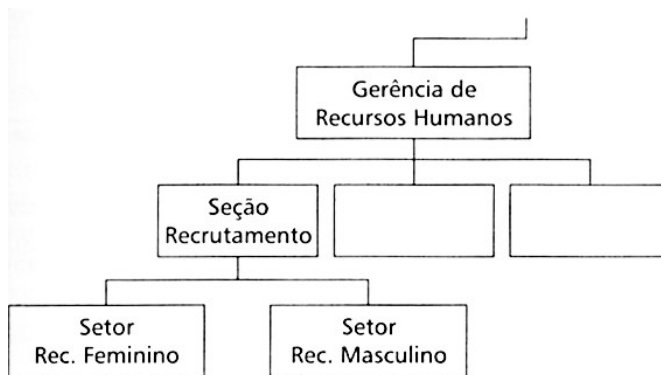 Gerência de
Recursos Humanos
Seção
Recrutamento
Setor
Rec. Feminino
Setor
Rec. Masculino